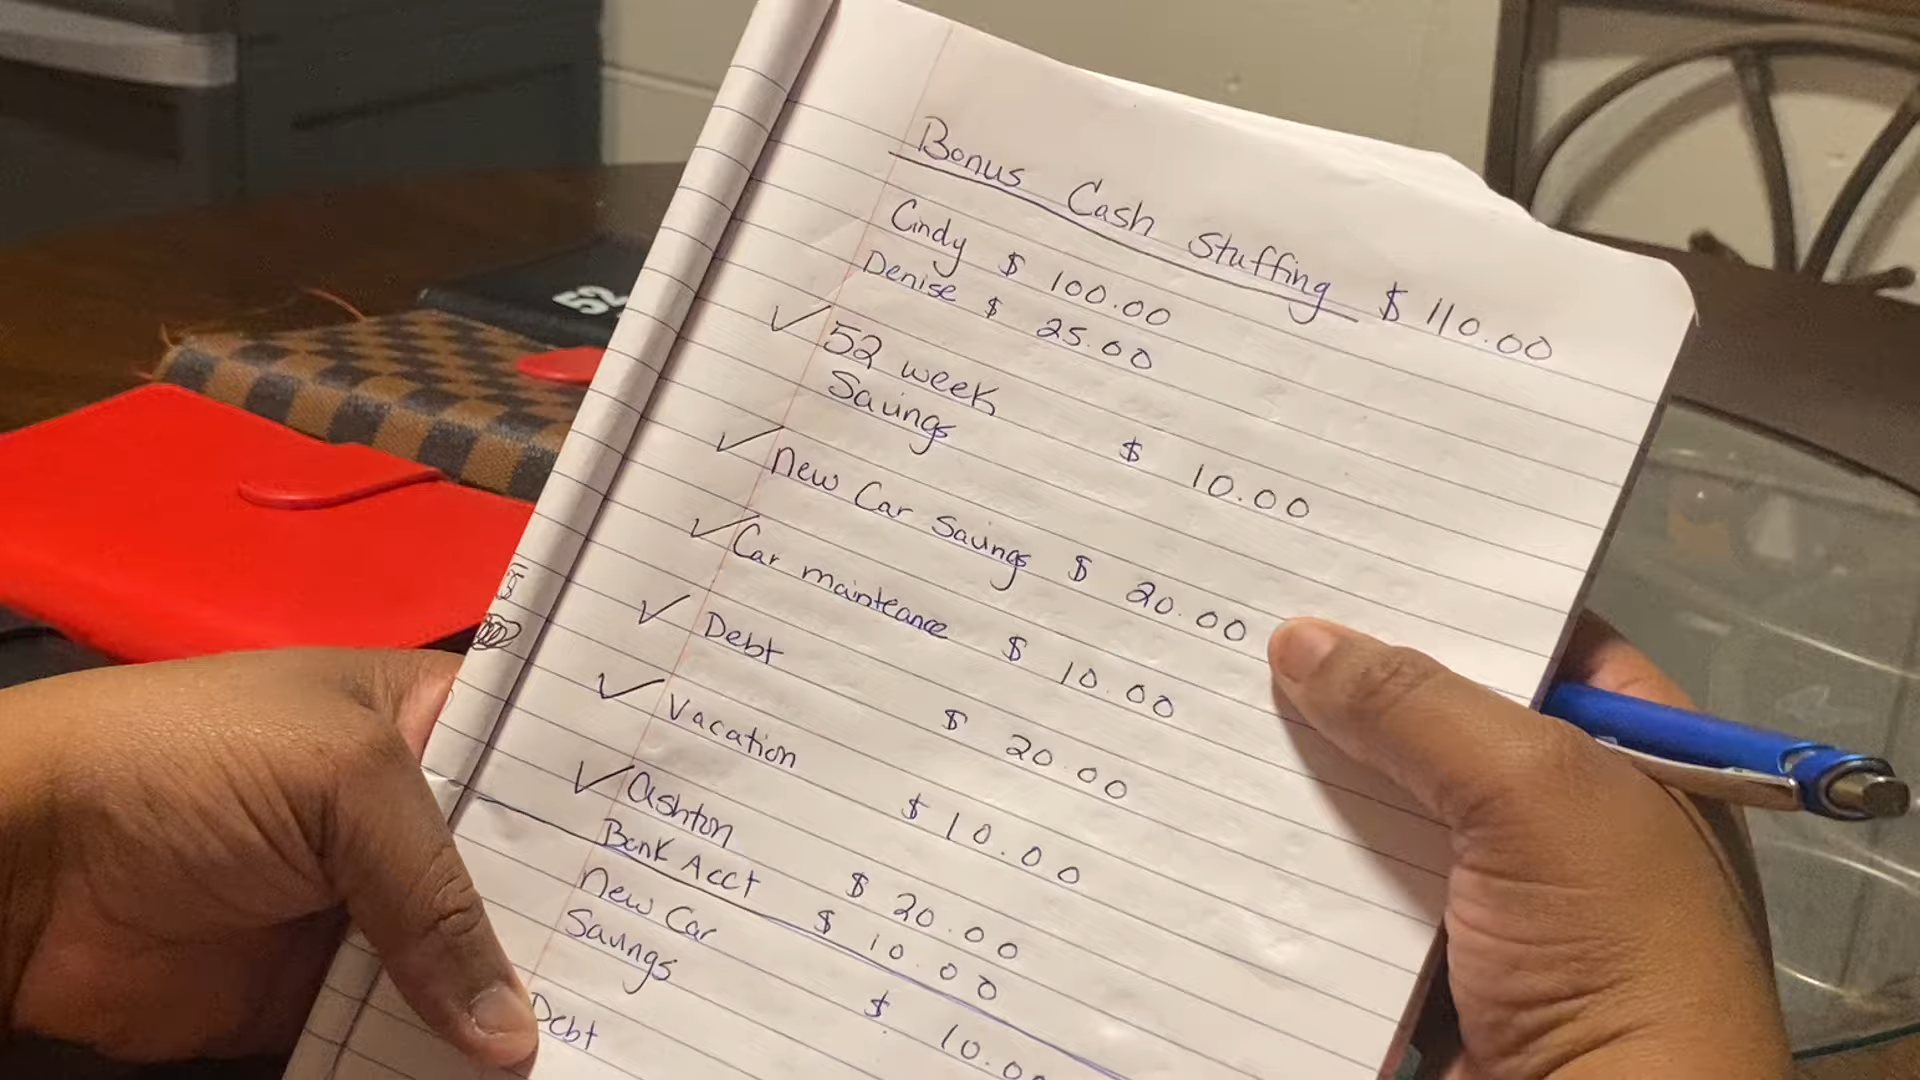 Bonus Cash Stuffing $ 110.00
Cindy $ 100.00
Denise $ 25.00
✓ 52 week
Savings $ 10.00
✓ New Car Savings $ 20.00
✓ Car mainteance $ 10.00
✓ Debt $ 20.00
✓ Vacation $ 10.00
✓ Ashton $ 20.00
Bank Acct $ 10.00
New Car
Savings $ 10.00
Debt
52